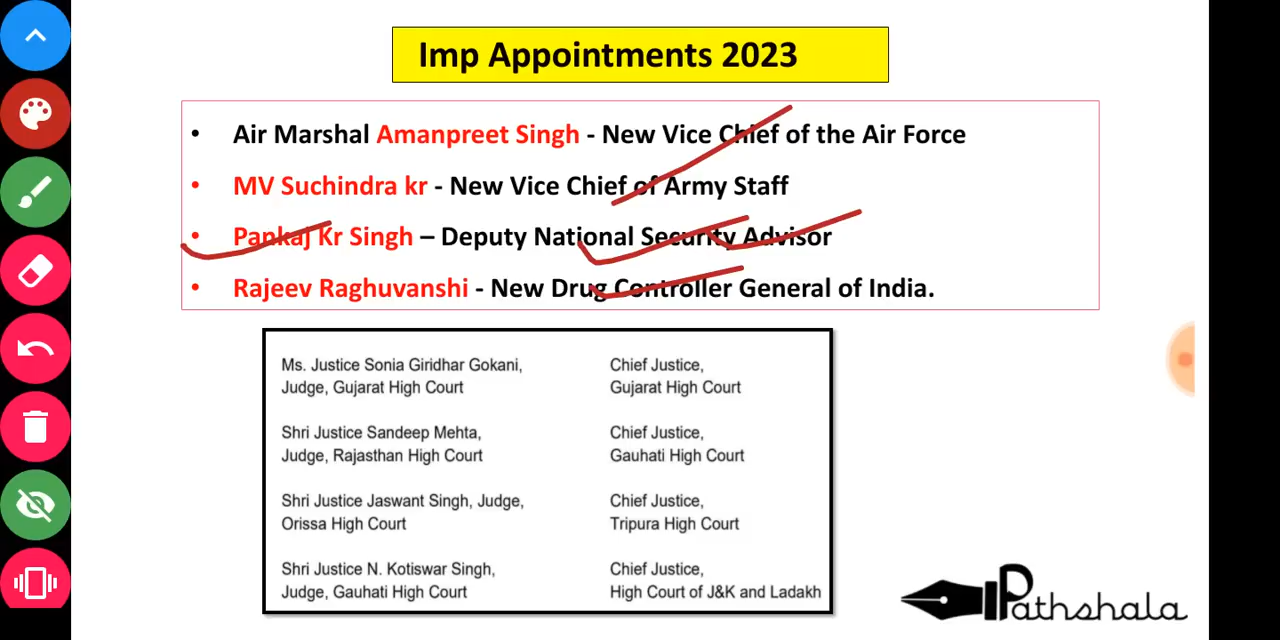 Imp Appointments 2023
• Air Marshal Amanpreet Singh - New Vice Chief of the Air Force
• MV Suchindra kr - New Vice Chief of Army Staff
• Pankaj Kr Singh – Deputy National Security Advisor
• Rajeev Raghuvanshi - New Drug Controller General of India.
Ms. Justice Sonia Giridhar Gokani, Chief Justice,
Judge, Gujarat High Court Gujarat High Court
Shri Justice Sandeep Mehta, Chief Justice,
Judge, Rajasthan High Court Gauhati High Court
Shri Justice Jaswant Singh, Judge, Chief Justice,
Orissa High Court Tripura High Court
Shri Justice N. Kotiswar Singh, Chief Justice,
Judge, Gauhati High Court High Court of J&K and Ladakh
Pathshala